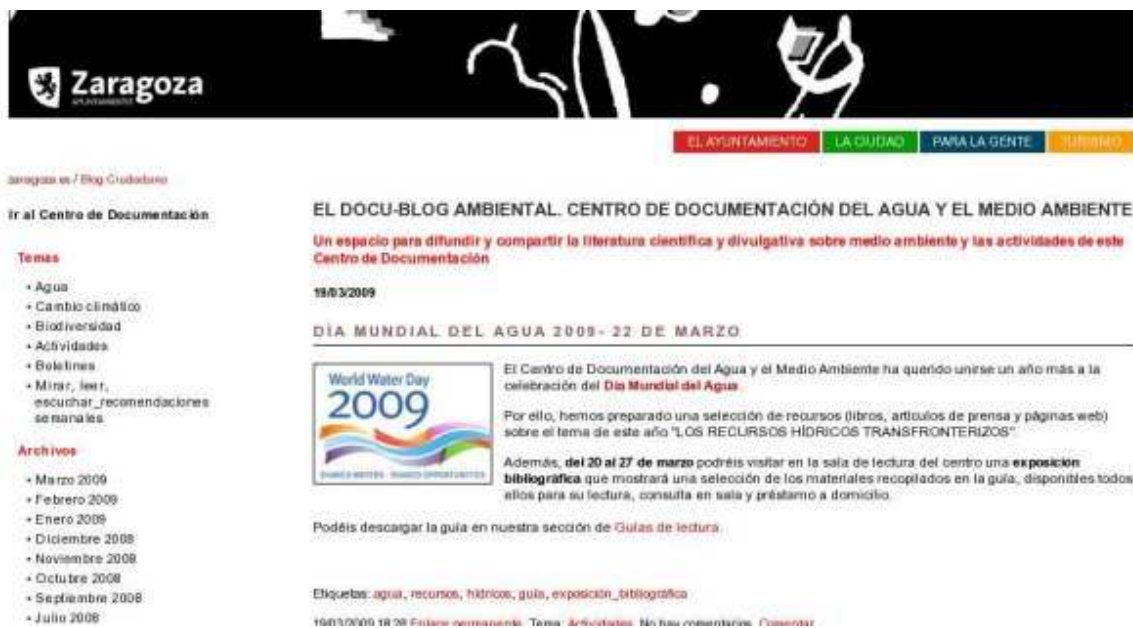 Zaragoza
AYUNTAMIENTO
EL AYUNTAMIENTO
LA CIUDAD
PARA LA GENTE
TURISMO
zaragoza.es / Blog Ciudadano
Ir al Centro de Documentación
Temas
• Agua
• Cambio climático
• Biodiversidad
• Actividades
• Boletines
• Mirar, leer,
escuchar_recomendaciones
semanales
Archivos
• Marzo 2009
• Febrero 2009
• Enero 2009
• Diciembre 2008
• Noviembre 2008
• Octubre 2008
• Septiembre 2008
• Julio 2008
EL DOCU-BLOG AMBIENTAL. CENTRO DE DOCUMENTACIÓN DEL AGUA Y EL MEDIO AMBIENTE
Un espacio para difundir y compartir la literatura científica y divulgativa sobre medio ambiente y las actividades de este
Centro de Documentación
19/03/2009
DÍA MUNDIAL DEL AGUA 2009- 22 DE MARZO
World Water Day
2009
SHARED WATERS - SHARED OPPORTUNITIES
El Centro de Documentación del Agua y el Medio Ambiente ha querido unirse un año más a la
celebración del Día Mundial del Agua.
Por ello, hemos preparado una selección de recursos (libros, artículos de prensa y páginas web)
sobre el tema de este año "LOS RECURSOS HÍDRICOS TRANSFRONTERIZOS".
Además, del 20 al 27 de marzo podréis visitar en la sala de lectura del centro una exposición
bibliográfica que mostrará una selección de los materiales recopilados en la guía, disponibles todos
ellos para su lectura, consulta en sala y préstamo a domicilio.
Podéis descargar la guía en nuestra sección de Guías de lectura.
Etiquetas: agua, recursos, hídricos, guía, exposición_bibliográfica
19/03/2009 18:28 Enlace permanente. Tema: Actividades. No hay comentarios. Comentar.